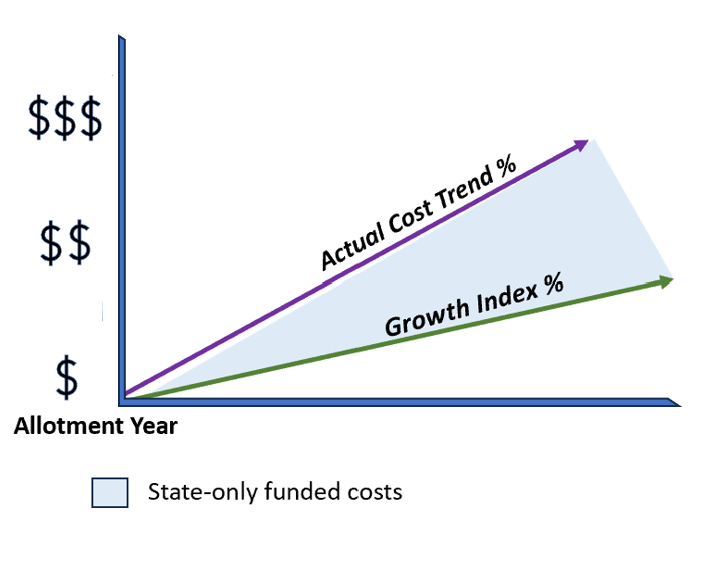 $$$
Actual Cost Trend %
$$
Growth Index %
$
Allotment Year
State-only funded costs